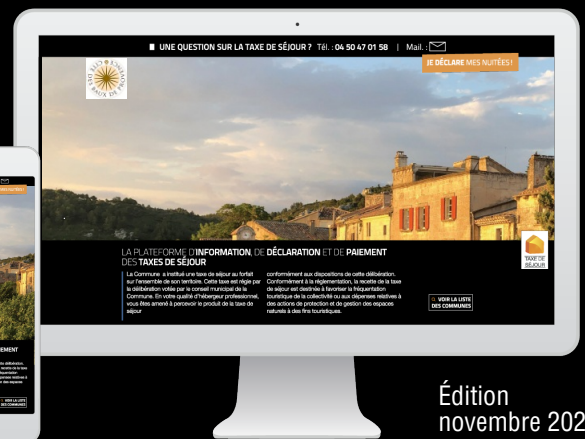 UNE QUESTION SUR LA TAXE DE SÉJOUR ? Tél. : 04 50 47 01 58 | Mail. :
JE DÉCLARE MES NUITÉES !
LA PLATEFORME D'INFORMATION, DE DÉCLARATION ET DE PAIEMENT
DES TAXES DE SÉJOUR
La Commune a institué une taxe de séjour au forfait
sur l'ensemble de son territoire. Cette taxe est régie par
la délibération votée par le conseil municipal de la
Commune. En votre qualité d'hébergeur professionnel,
vous êtes amené à percevoir le produit de la taxe de
séjour
conformément aux dispositions de cette délibération.
Conformément à la réglementation, la recette de la taxe
de séjour est destinée à favoriser la fréquentation
touristique de la collectivité ou aux dépenses relatives à
des actions de protection et de gestion des espaces
naturels à des fins touristiques.
TAXE DE
SÉJOUR
VOIR LA LISTE
DES COMMUNES
EMENT
VOIR LA LISTE
DES COMMUNES
Édition
novembre 202